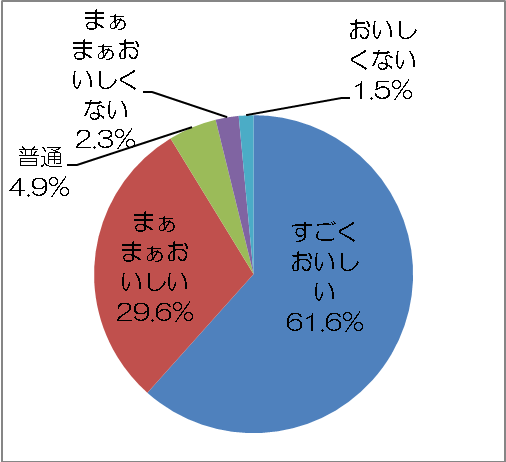 まぁ
まぁお
いしく
ない
2.3%
おいし
くない
1.5%
普通
4.9%
まぁ
まぁお
いしい
29.6%
すごく
おいし
い
61.6%